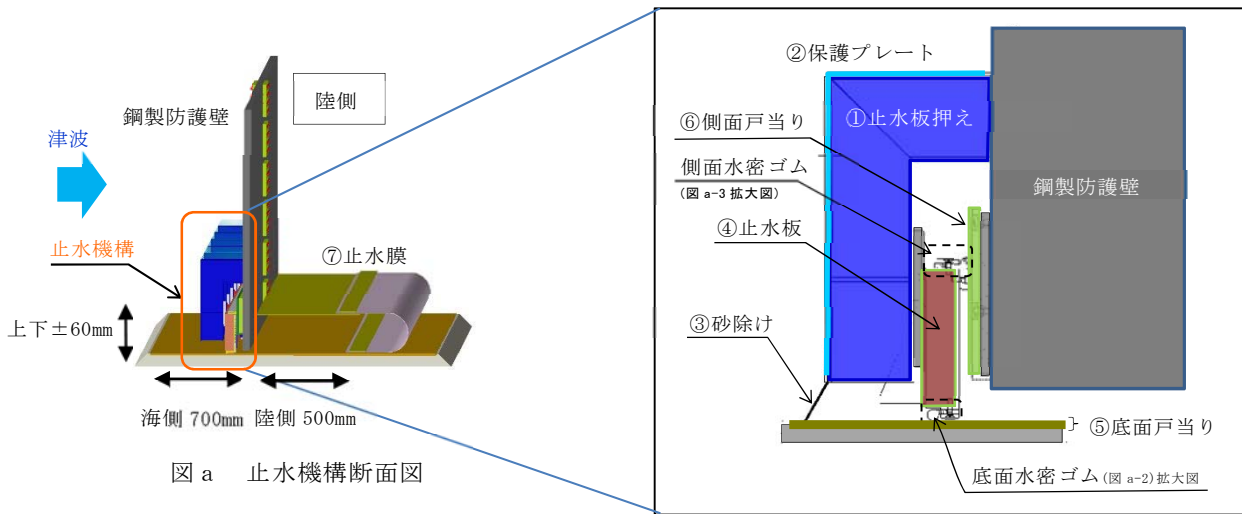 陸側
鋼製防護壁
津波
止水機構
⑦止水膜
上下±60mm
海側 700mm 陸側 500mm
図a 止水機構断面図
②保護プレート
①止水板押え
⑥側面戸当り
側面水密ゴム
(図 a-3 拡大図)
④止水板
鋼製防護壁
③砂除け
⑤底面戸当り
底面水密ゴム(図 a-2)拡大図